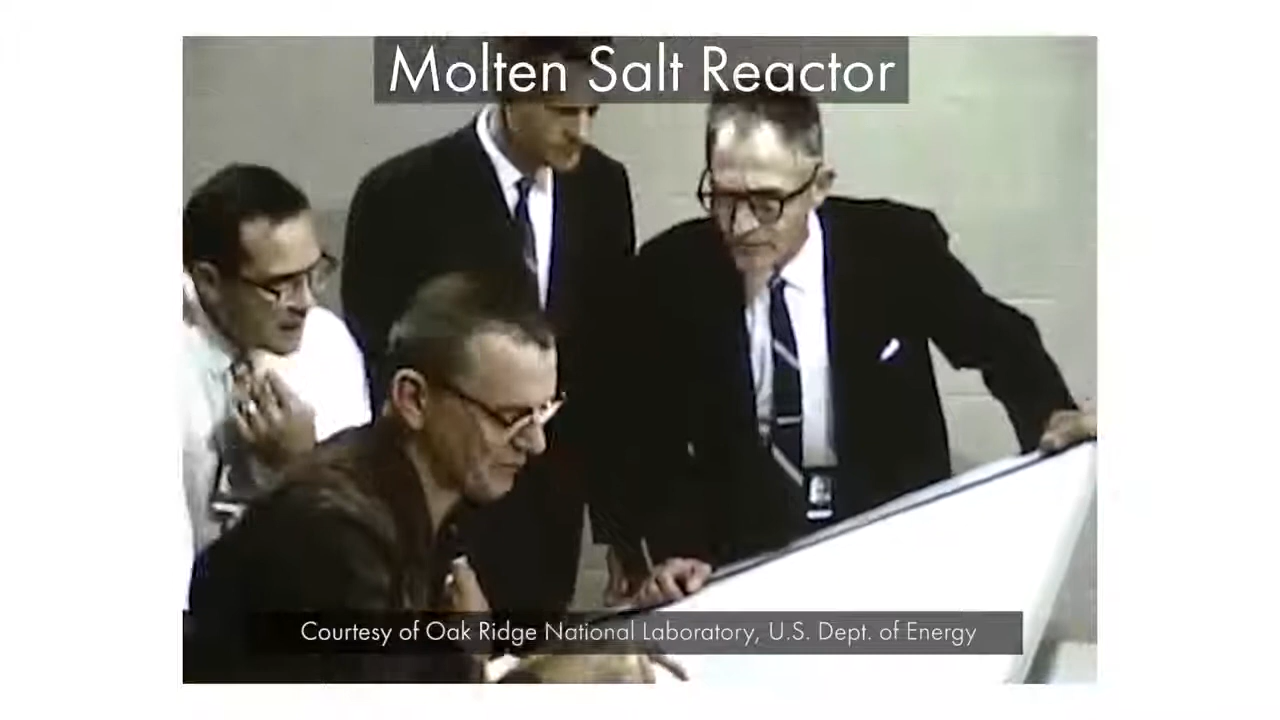 Molten Salt Reactor
Courtesy of Oak Ridge National Laboratory, U.S. Dept. of Energy